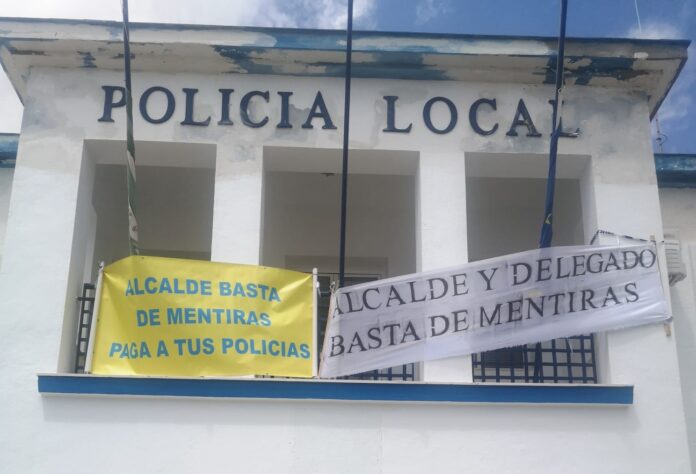 POLICIA LOCAL
ALCALDE BASTA
DE MENTIRAS
PAGA A TUS POLICIAS
ALCALDE Y DELEGADO
BASTA DE MENTIRAS